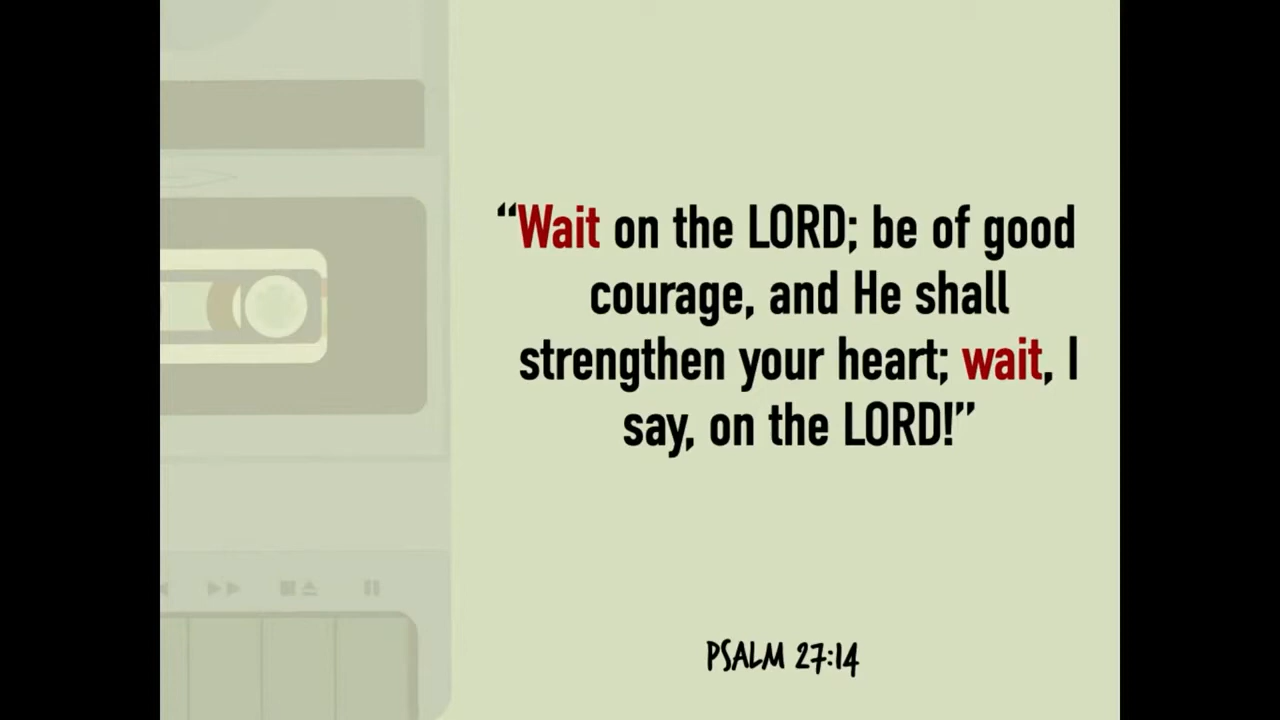 “Wait on the LORD; be of good
courage, and He shall
strengthen your heart; wait, I
say, on the LORD!”
PSALM 27:14